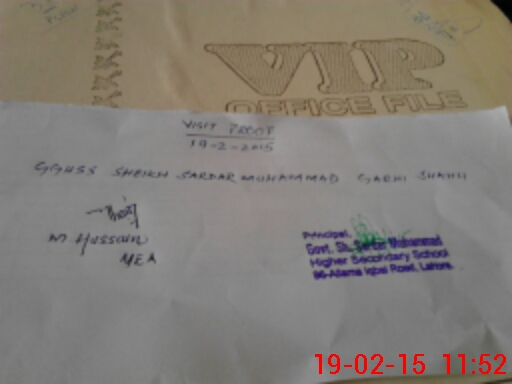 VIP
OFFICE FILE
VISIT PROOF
19-2-2015
GGHSS SHEIKH SARDAR MUHAMMAD GARHI SHAHU
M Hussain
MEA
Principal,
Govt. Sh. Sardar Muhammad
Higher Secondary School
96-Allama Iqbal Road, Lahore.
19-02-15 11:52